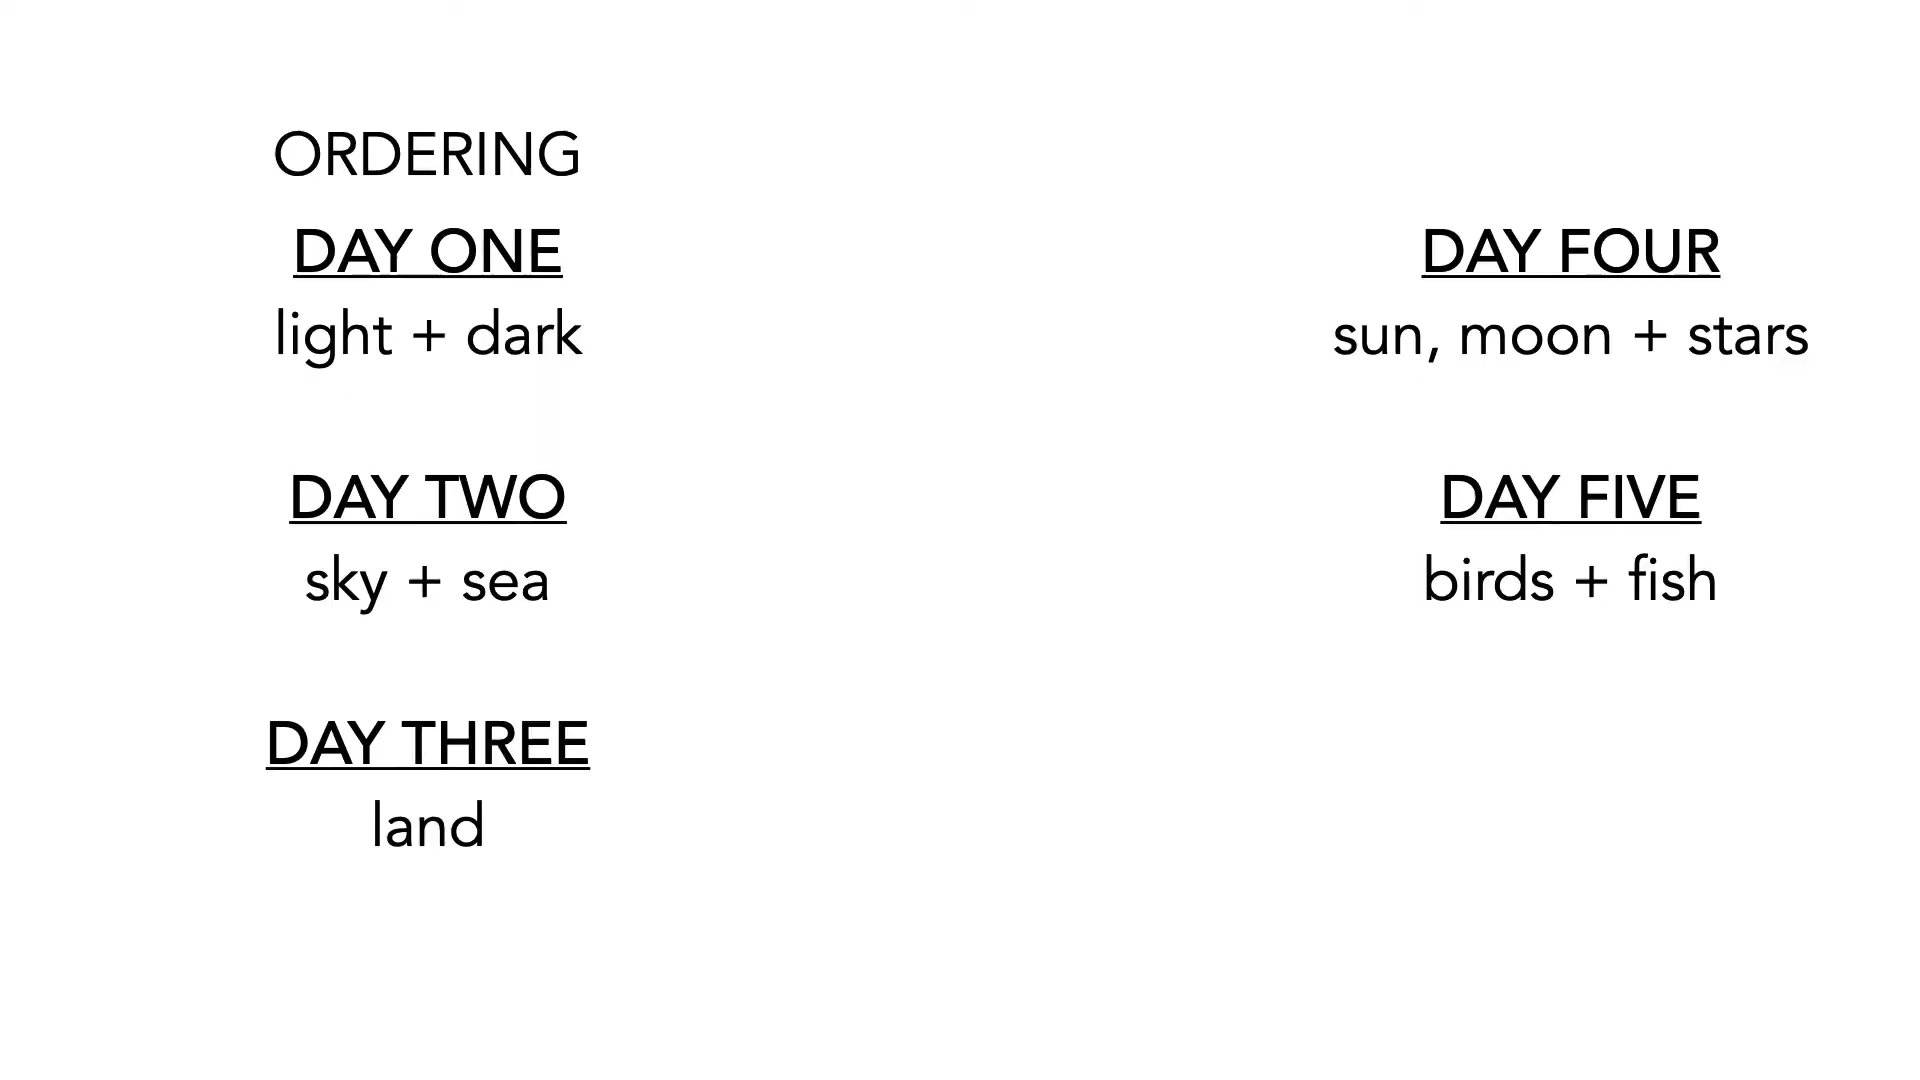 ORDERING
DAY ONE
light + dark
DAY TWO
sky + sea
DAY THREE
land
DAY FOUR
sun, moon + stars
DAY FIVE
birds + fish